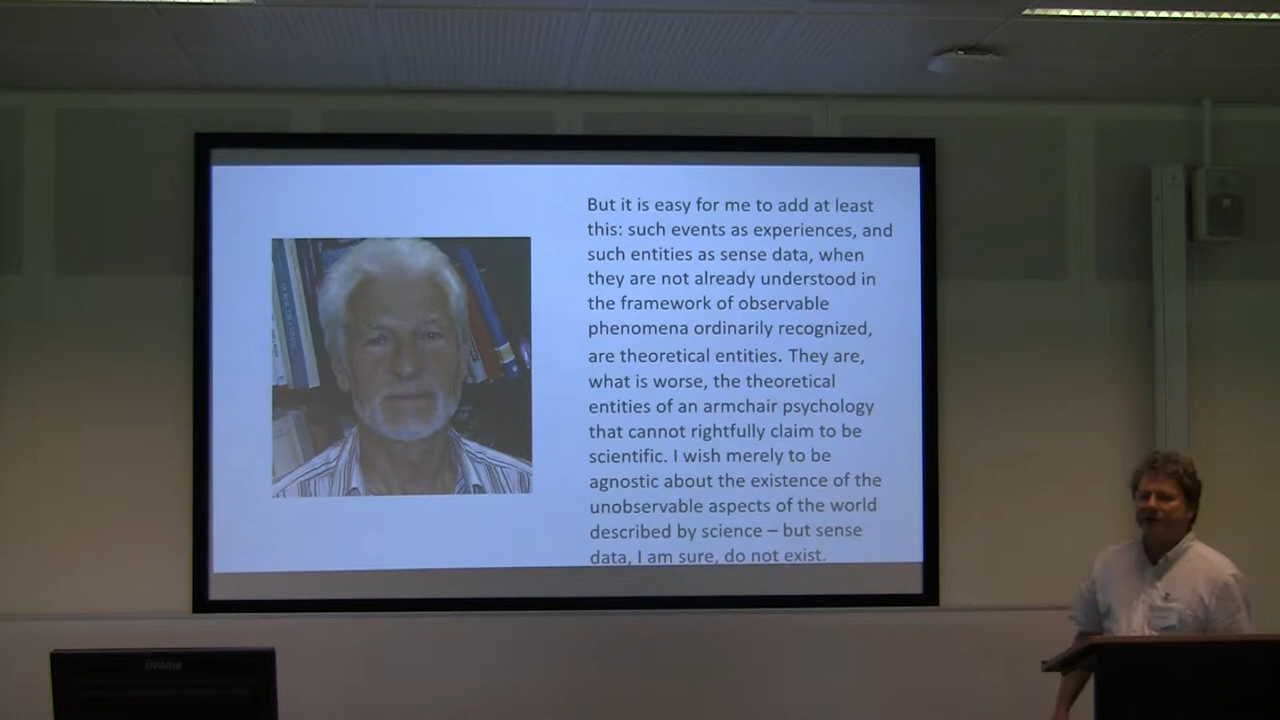 But it is easy for me to add at least
this: such events as experiences, and
such entities as sense data, when
they are not already understood in
the framework of observable
phenomena ordinarily recognized,
are theoretical entities. They are,
what is worse, the theoretical
entities of an armchair psychology
that cannot rightfully claim to be
scientific. I wish merely to be
agnostic about the existence of the
unobservable aspects of the world
described by science – but sense
data, I am sure, do not exist.
iiyama